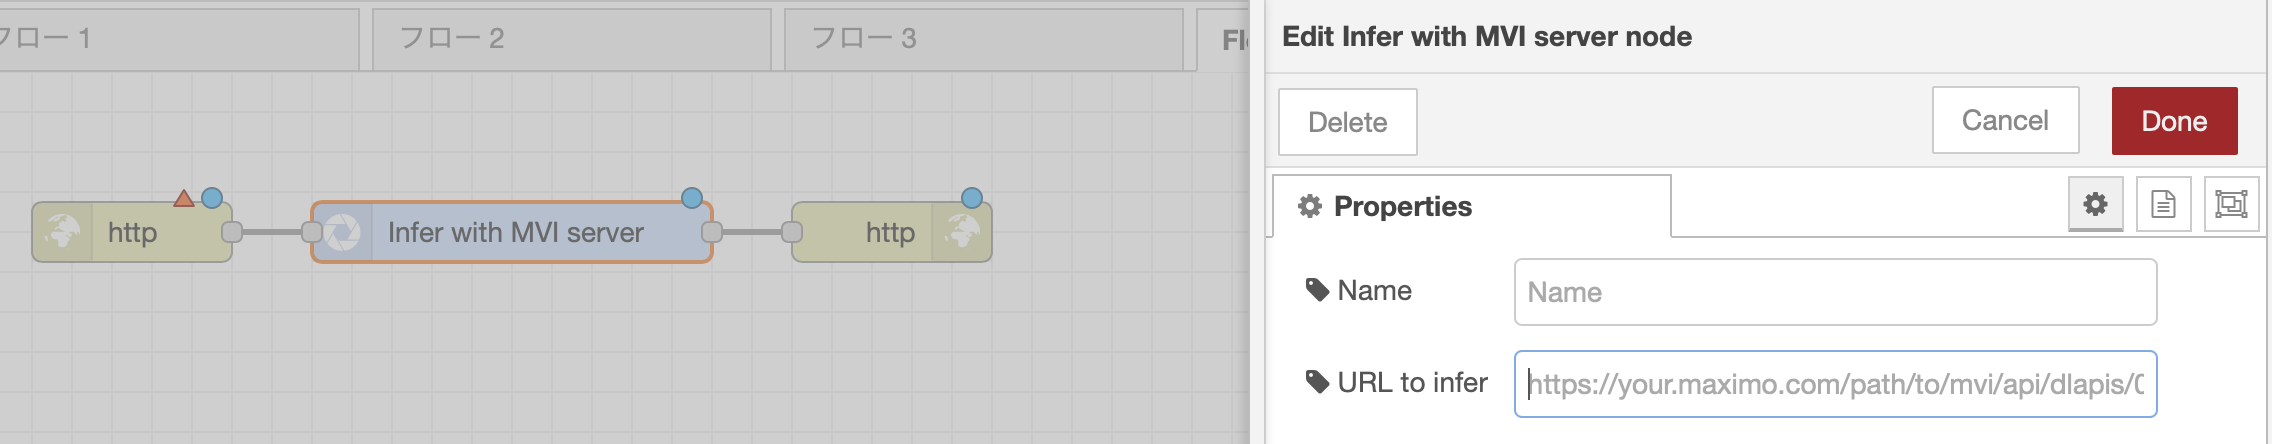 フロー 1
フロー 2
フロー 3
http
Infer with MVI server
http
Edit Infer with MVI server node
Delete
Cancel
Done
Properties
Name
Name
URL to infer
https://your.maximo.com/path/to/mvi/api/dlapis/